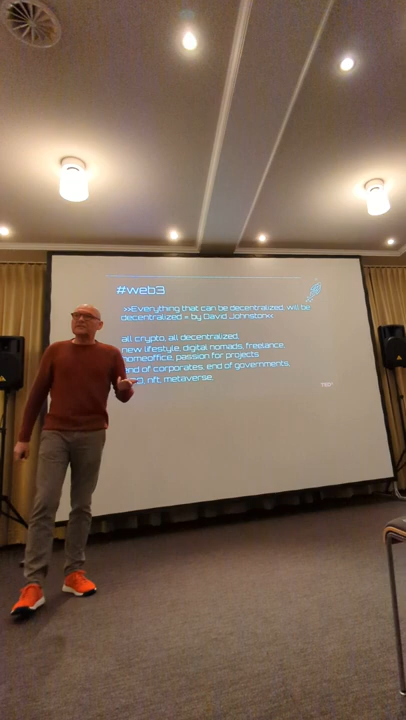 #web3
>>Everything that can be decentralized, will be
decentralized « by David Johnston<<
all crypto, all decentralized.
new lifestyle, digital nomads, freelance,
homeoffice, passion for projects
end of corporates. end of governments.
nft, metaverse.